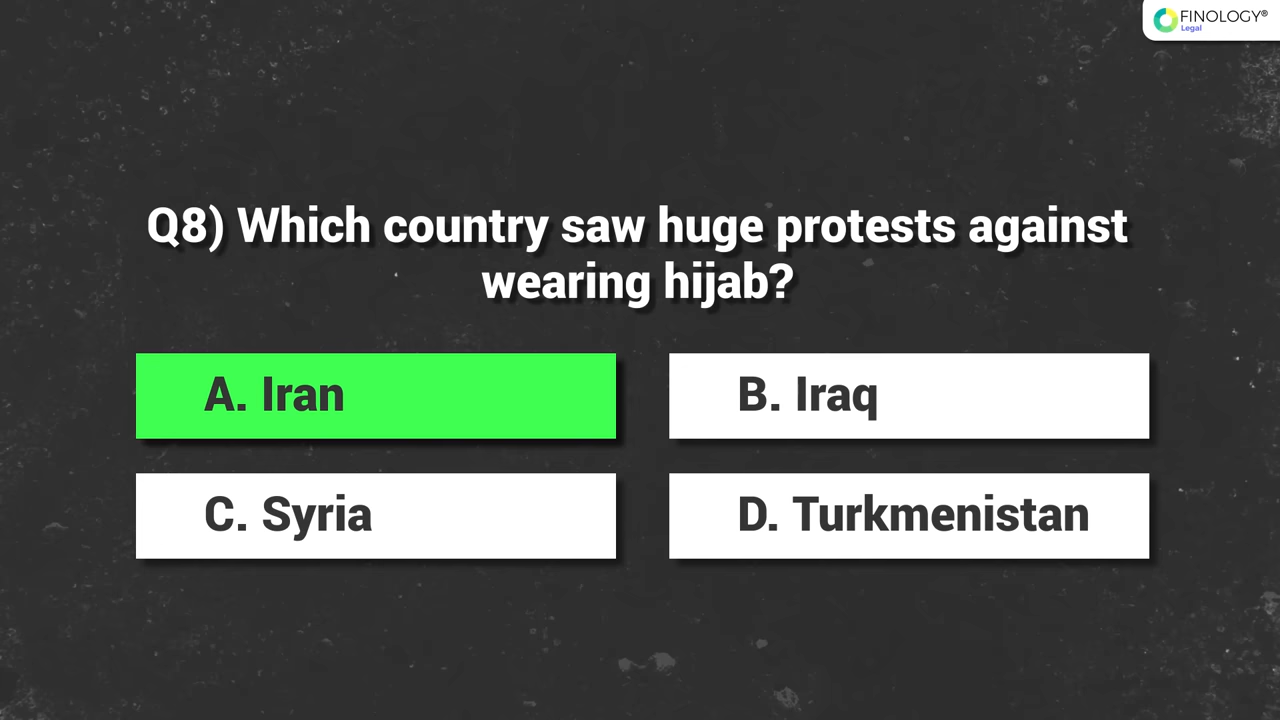 FINOLOGY®
Legal
Q8) Which country saw huge protests against
wearing hijab?
A. Iran
B. Iraq
C. Syria
D. Turkmenistan